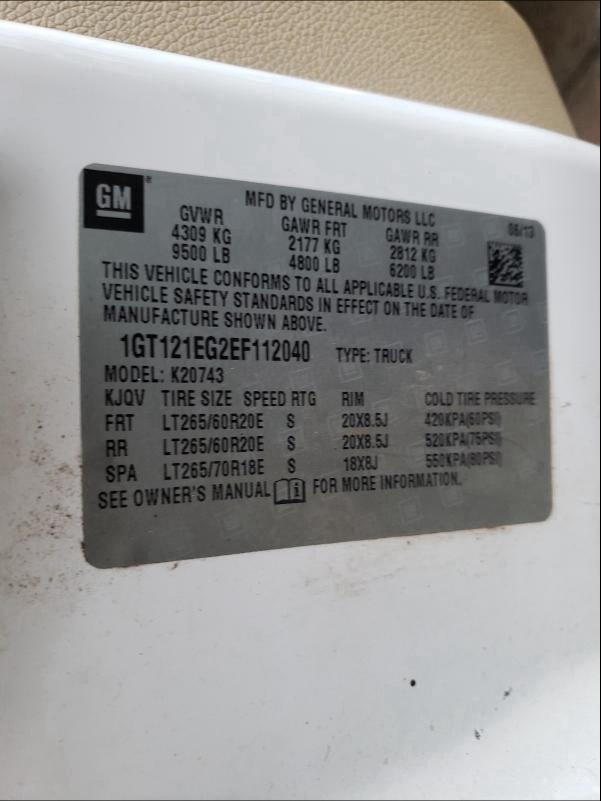 GM
MFD BY GENERAL MOTORS LLC
06/13
GVWR GAWR FRT GAWR RR
4309 KG 2177 KG 2812 KG
9500 LB 4800 LB 6200 LB
THIS VEHICLE CONFORMS TO ALL APPLICABLE U.S. FEDERAL MOTOR
VEHICLE SAFETY STANDARDS IN EFFECT ON THE DATE OF
MANUFACTURE SHOWN ABOVE.
1GT121EG2EF112040 TYPE: TRUCK
MODEL: K20743
KJQV TIRE SIZE SPEED RTG RIM COLD TIRE PRESSURE
FRT LT265/60R20E S 20X8.5J 420KPA(60PSI)
RR LT265/60R20E S 20X8.5J 520KPA(75PSI)
SPA LT265/70R18E S 18X8J 550KPA(80PSI)
SEE OWNER'S MANUAL FOR MORE INFORMATION.